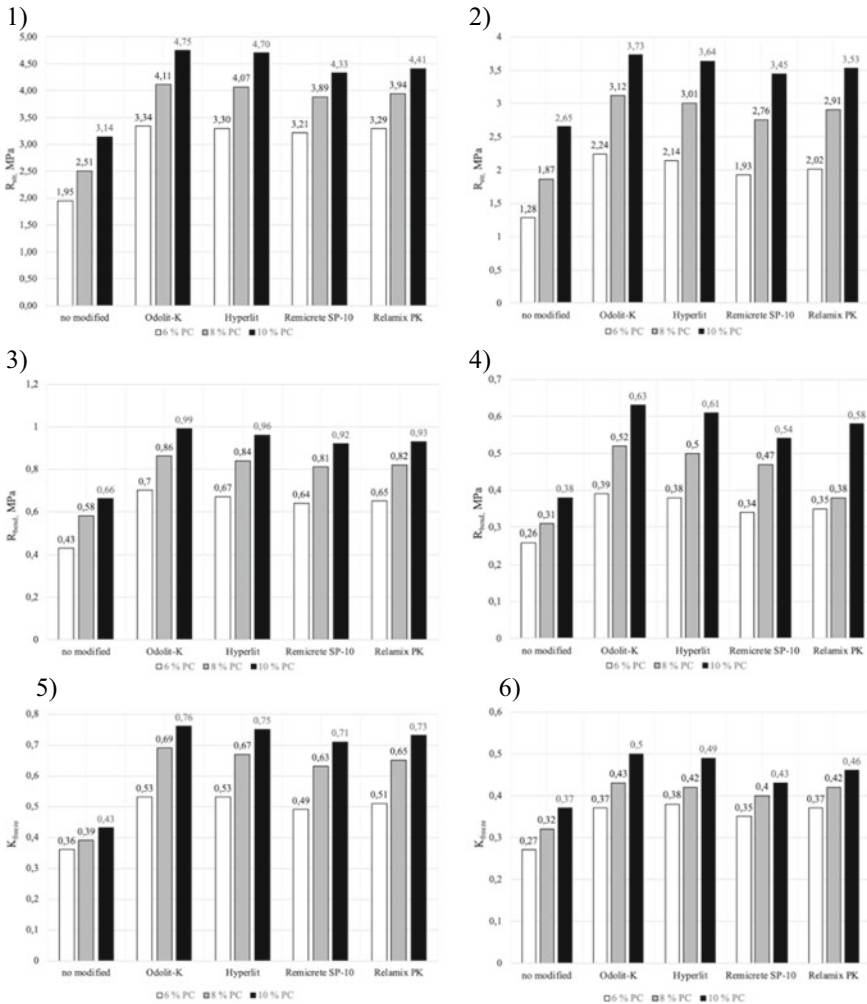 1)
5,00
4,50
4,00
3,50
3,00
2,50
2,00
1,50
1,00
0,50
0,00
R_str, MPa
1,95 2,51 3,14
3,34 4,11 4,75
3,30 4,07 4,70
3,21 3,89 4,33
3,29 3,94 4,41
no modified Odolit-K Hyperlit Remicrete SP-10 Relamix PK
6 % PC 8 % PC 10 % PC
2)
4
3,5
3
2,5
2
1,5
1
0,5
0
R_str, MPa
1,28 1,87 2,65
2,24 3,12 3,73
2,14 3,01 3,64
1,93 2,76 3,45
2,02 2,91 3,53
no modified Odolit-K Hyperlit Remicrete SP-10 Relamix PK
6 % PC 8 % PC 10 % PC
3)
1,2
1
0,8
0,6
0,4
0,2
0
R_bend, MPa
0,43 0,58 0,66
0,7 0,86 0,99
0,67 0,84 0,96
0,64 0,81 0,92
0,65 0,82 0,93
no modified Odolit-K Hyperlit Remicrete SP-10 Relamix PK
6 % PC 8 % PC 10 % PC
4)
0,7
0,6
0,5
0,4
0,3
0,2
0,1
0
R_bend, MPa
0,26 0,31 0,38
0,39 0,52 0,63
0,38 0,5 0,61
0,34 0,47 0,54
0,35 0,38 0,58
no modified Odolit-K Hyperlit Remicrete SP-10 Relamix PK
6 % PC 8 % PC 10 % PC
5)
0,8
0,7
0,6
0,5
0,4
0,3
0,2
0,1
0
K_freeze
0,36 0,39 0,43
0,53 0,69 0,76
0,53 0,67 0,75
0,49 0,63 0,71
0,51 0,65 0,73
no modified Odolit-K Hyperlit Remicrete SP-10 Relamix PK
6 % PC 8 % PC 10 % PC
6)
0,6
0,5
0,4
0,3
0,2
0,1
0
K_freeze
0,27 0,32 0,37
0,37 0,43 0,5
0,38 0,42 0,49
0,35 0,4 0,43
0,37 0,42 0,46
no modified Odolit-K Hyperlit Remicrete SP-10 Relamix PK
6 % PC 8 % PC 10 % PC